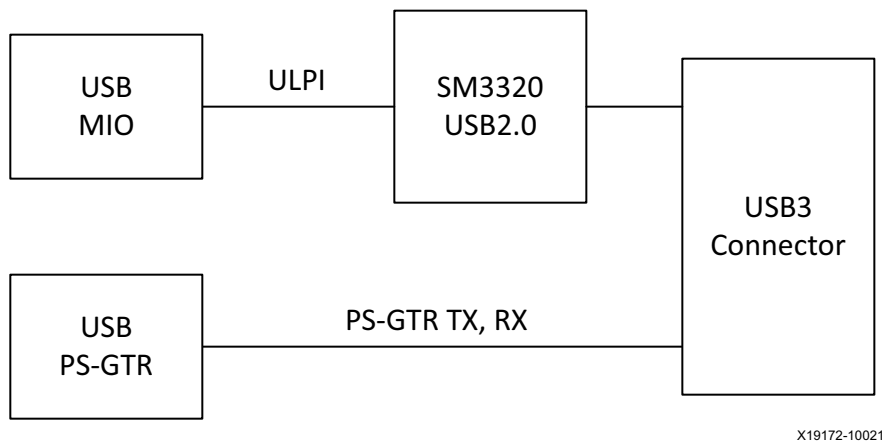 USB
MIO
ULPI
SM3320
USB2.0
USB3
Connector
USB
PS-GTR
PS-GTR TX, RX
X19172-10021